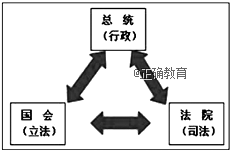 总 统
（行政）
@正确教育
国 会
（立法）
法 院
（司法）